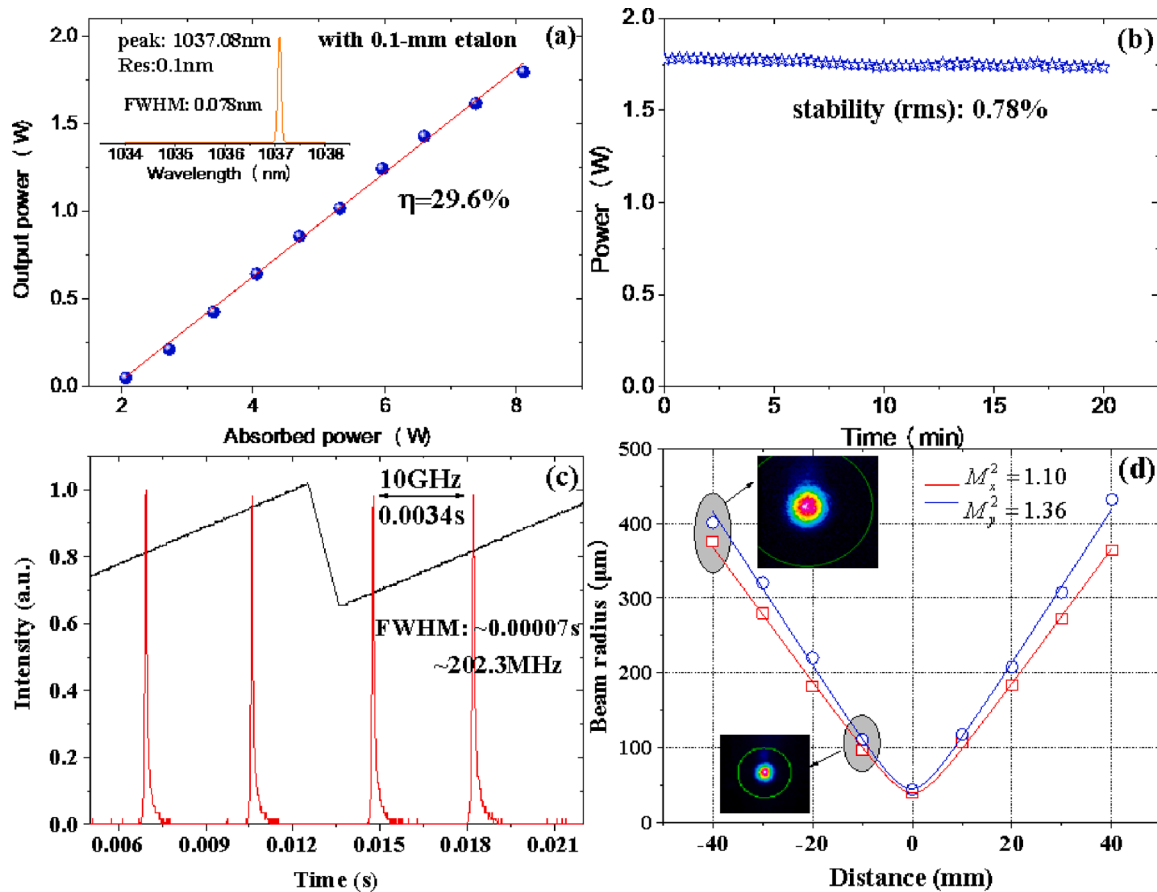 2.0
peak: 1037.08nm
with 0.1-mm etalon
(a)
Res:0.1nm
FWHM: 0.078nm
1.5
1034 1035 1036 1037 1038
Wavelength ( nm)
Output power ( W)
η=29.6%
1.0
0.5
0.0
2 4 6 8
Absorbed power ( W)
2.0
(b)
stability (rms): 0.78%
1.5
Power ( W)
1.0
0.5
0.0
0 5 10 15 20
Time ( min)
(c)
1.0
10GHz
0.0034s
0.8
Intensity (a.u.)
FWHM: ~0.00007s
0.6
~202.3MHz
0.4
0.2
0.0
0.006 0.009 0.012 0.015 0.018 0.021
Time (s)
500
(d)
M²ₓ=1.10
M²ᵧ=1.36
400
300
Beam radius (μm)
200
100
0
-40 -20 0 20 40
Distance (mm)